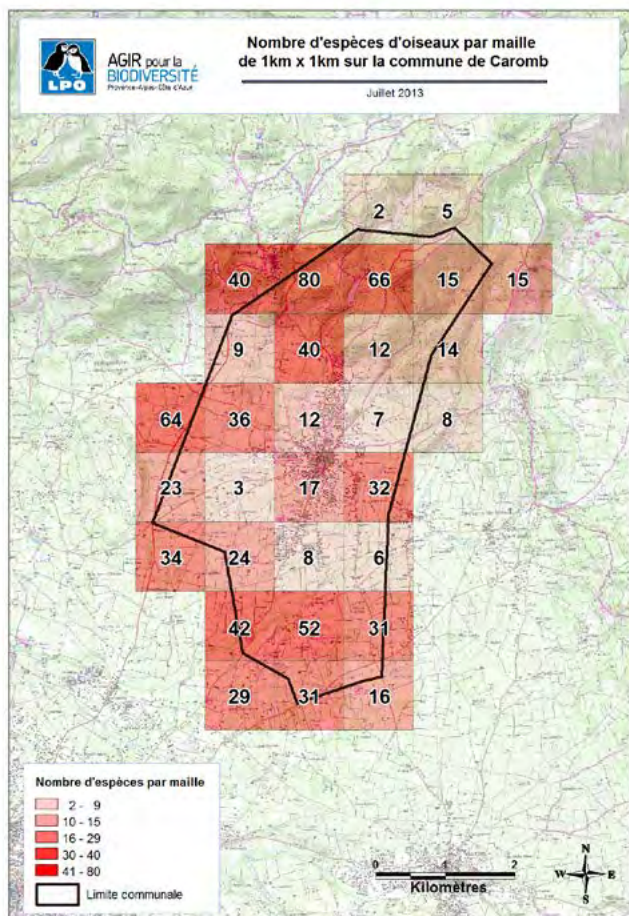 LPO
AGIR pour la
BIODIVERSITÉ
Provence-Alpes-Côte d'Azur
Nombre d'espèces d'oiseaux par maille
de 1km x 1km sur la commune de Caromb
Juillet 2013
2 5
40 80 66 15 15
9 40 12 14
64 36 12 7 8
23 3 17 32
34 24 8 6
42 52 31
29 31 16
Nombre d'espèces par maille
2 - 9
10 - 15
16 - 29
30 - 40
41 - 80
Limite communale
0 1 2
Kilomètres
N
W E
S